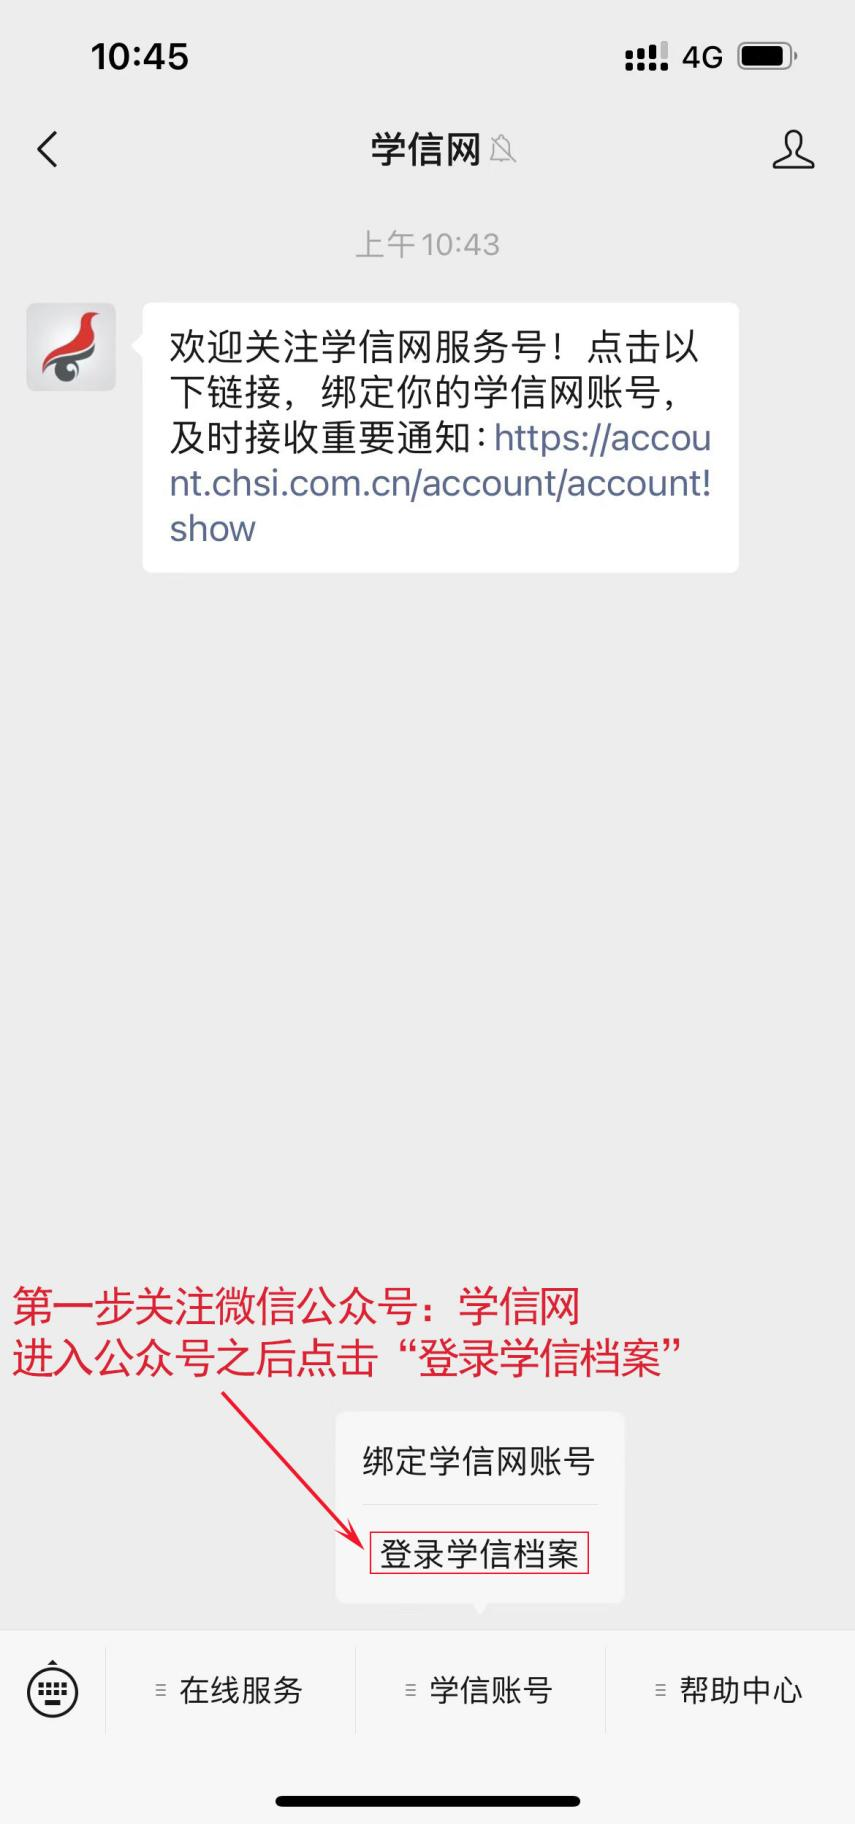 10:45
4G
学信网
上午10:43
欢迎关注学信网服务号！点击以
下链接，绑定你的学信网账号，
及时接收重要通知：https://accou
nt.chsi.com.cn/account/account!
show
第一步关注微信公众号：学信网
进入公众号之后点击“登录学信档案”
绑定学信网账号
登录学信档案
在线服务
学信账号
帮助中心